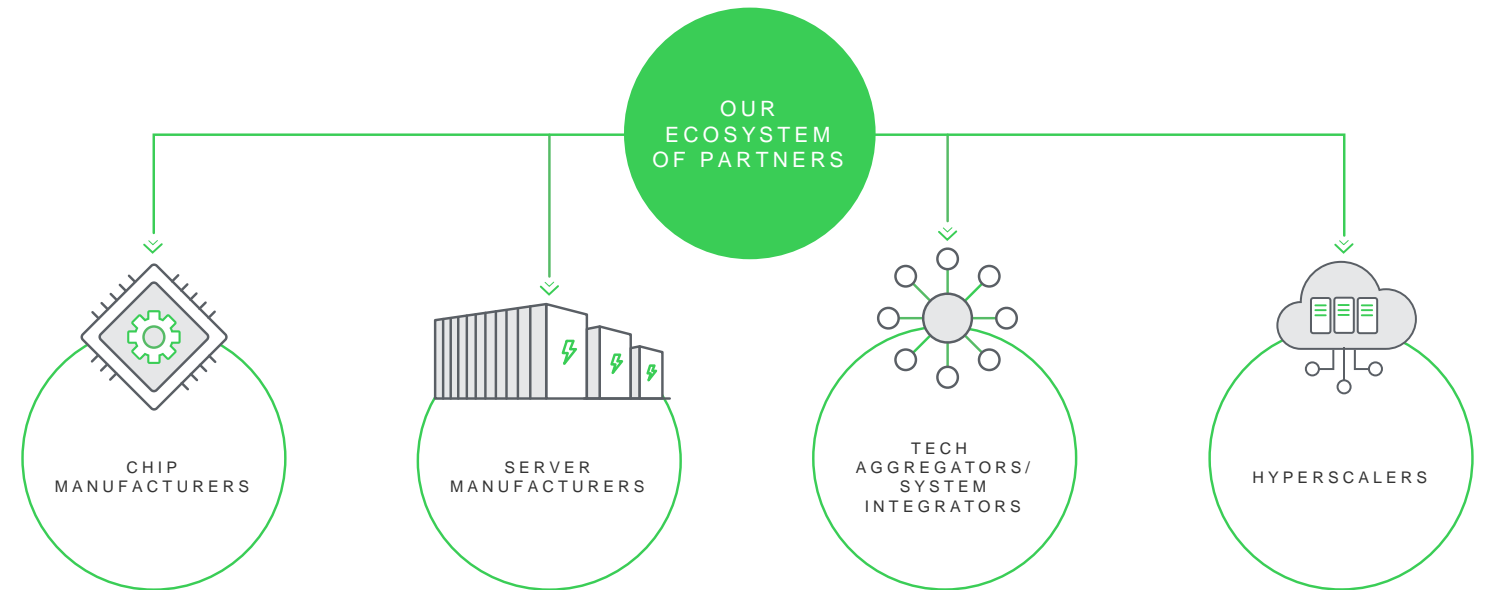 OUR
ECOSYSTEM
OF PARTNERS
CHIP
MANUFACTURERS
SERVER
MANUFACTURERS
TECH
AGGREGATORS/
SYSTEM
INTEGRATORS
HYPERSCALERS